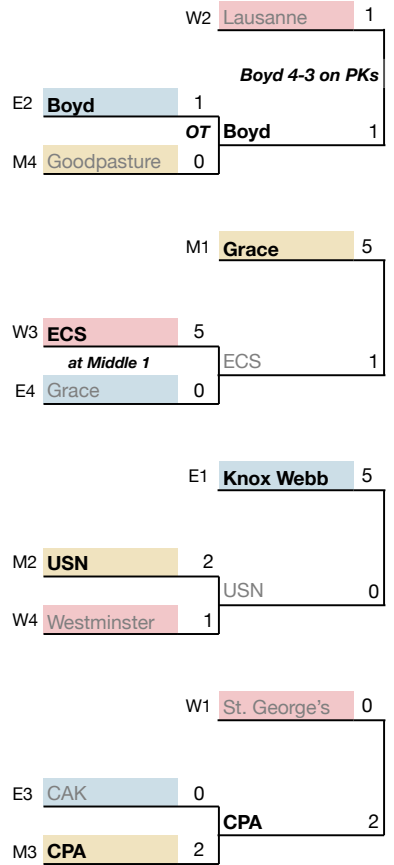 W2 Lausanne 1
Boyd 4-3 on PKs
E2 Boyd 1
OT Boyd 1
M4 Goodpasture 0
M1 Grace 5
W3 ECS 5
at Middle 1 ECS 1
E4 Grace 0
E1 Knox Webb 5
M2 USN 2
USN 0
W4 Westminster 1
W1 St. George's 0
E3 CAK 0
CPA 2
M3 CPA 2